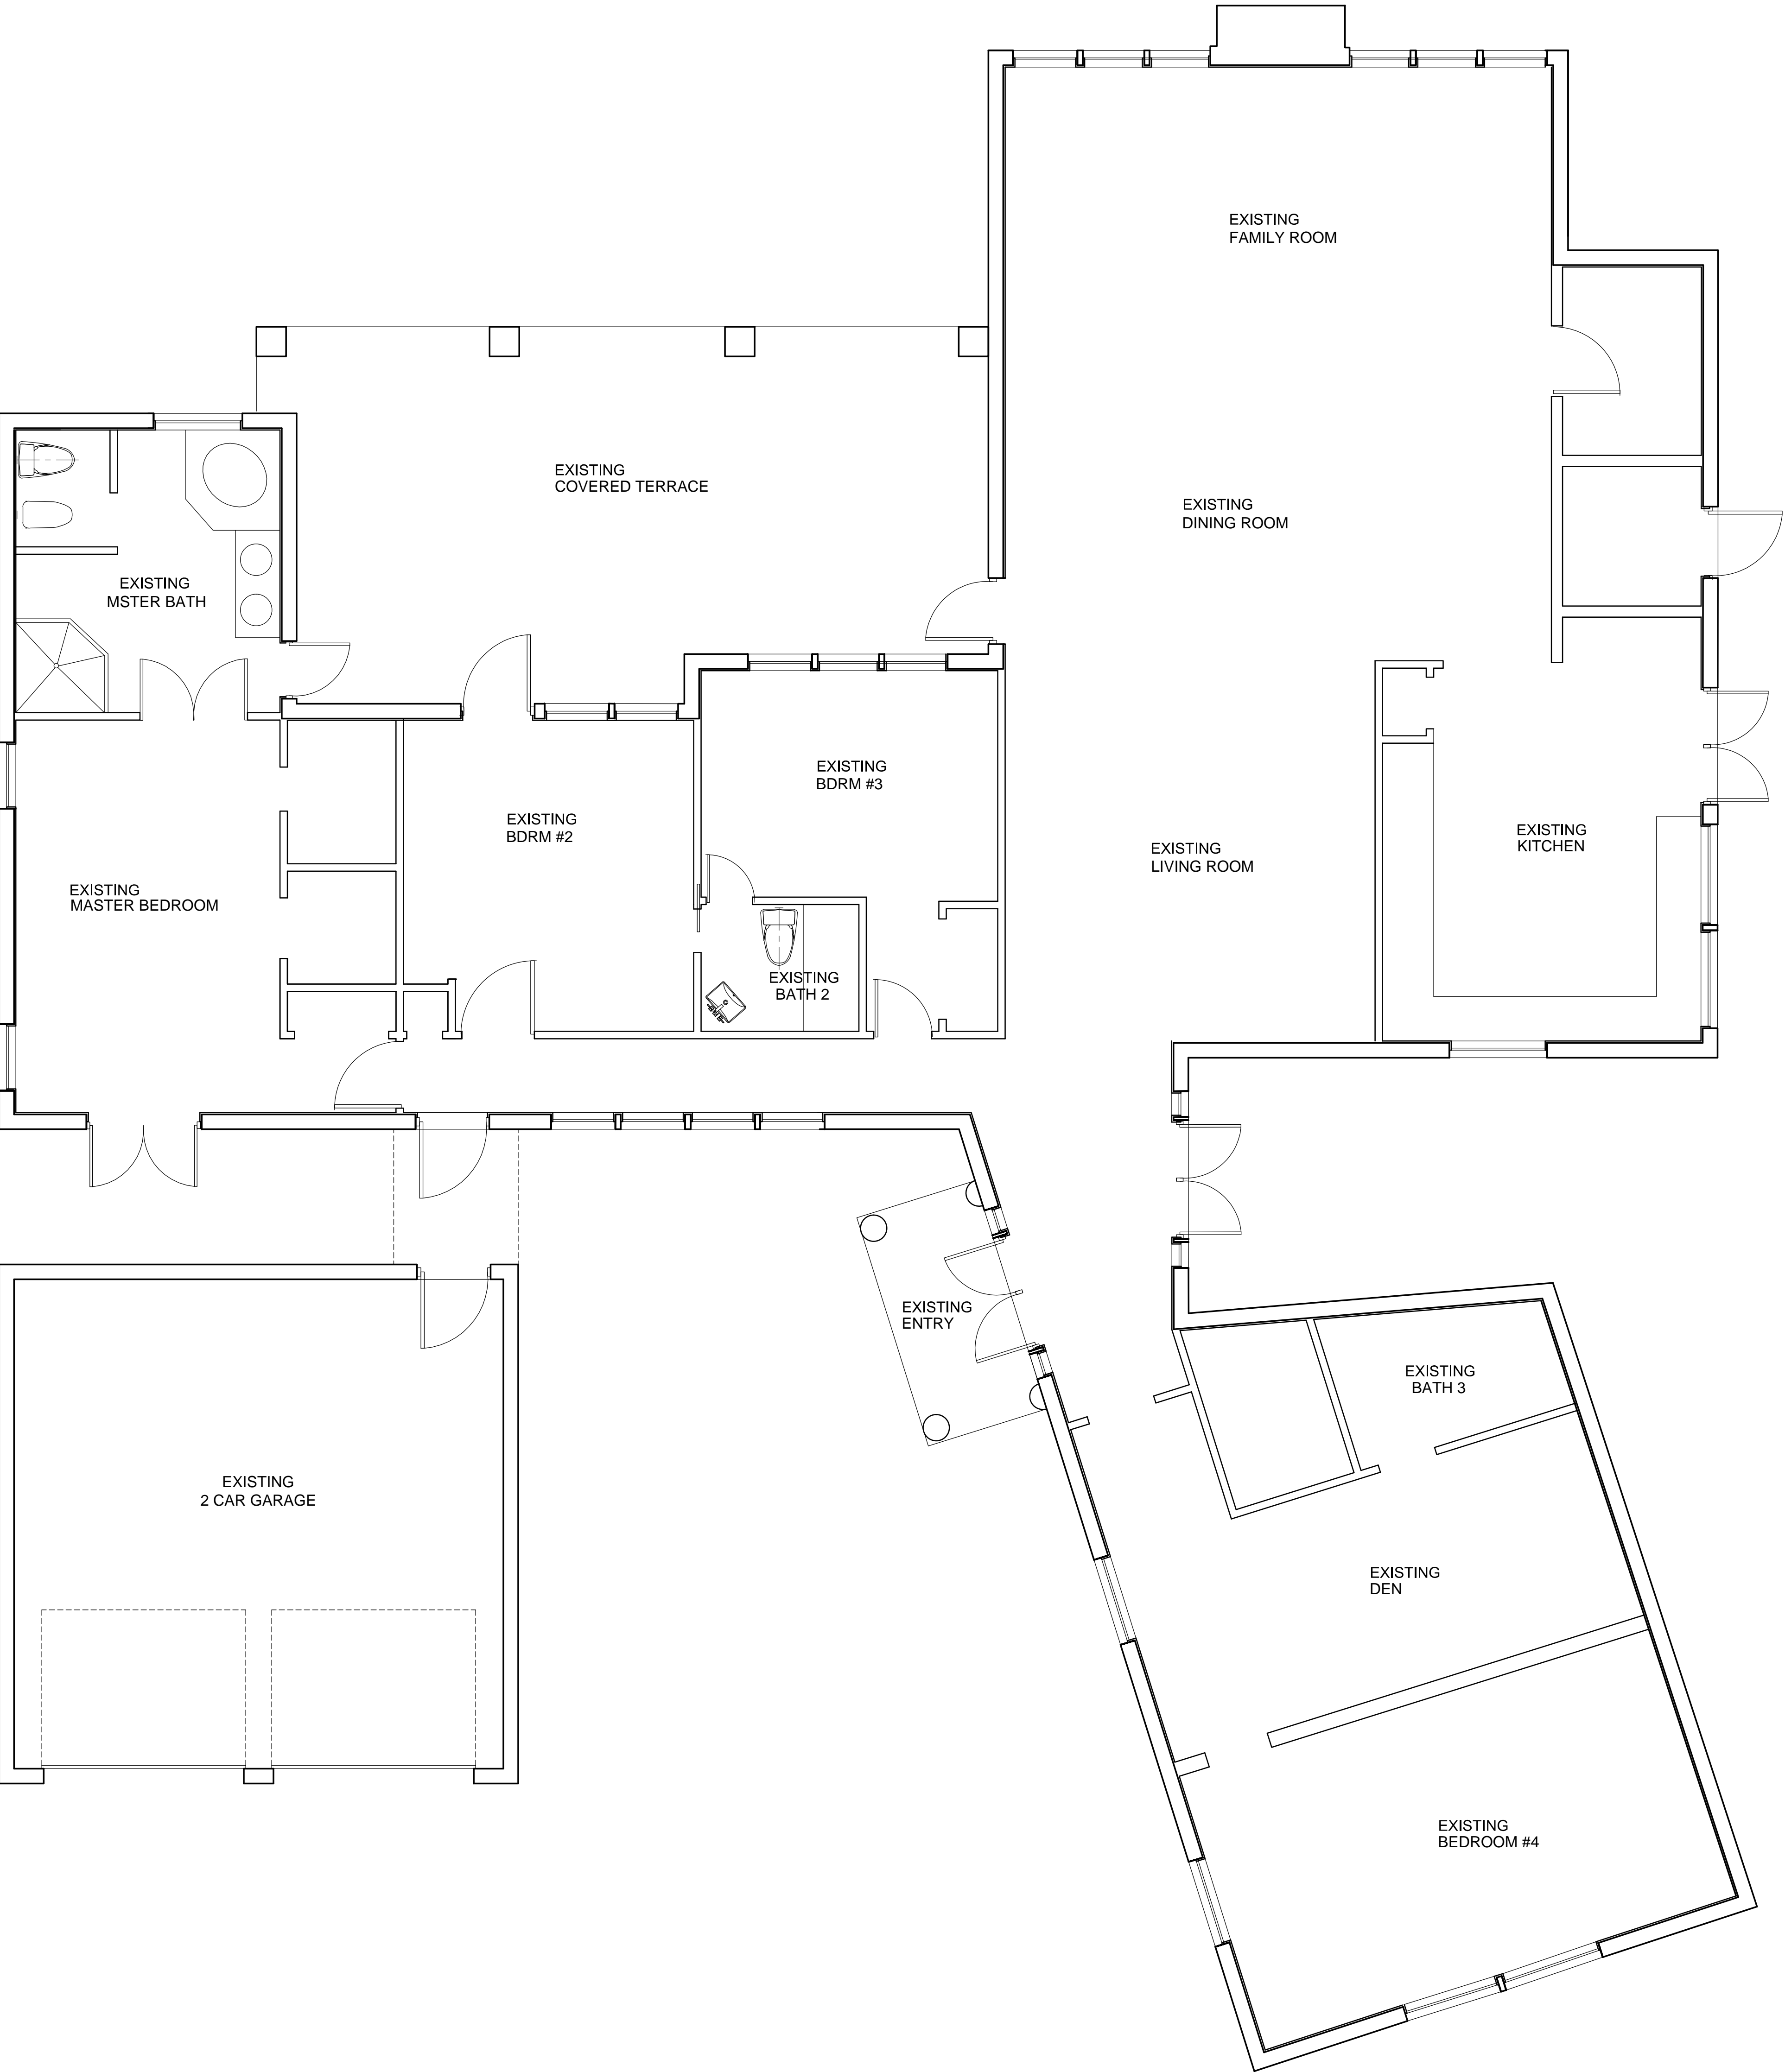 EXISTING
FAMILY ROOM
EXISTING
COVERED TERRACE
EXISTING
DINING ROOM
EXISTING
MSTER BATH
EXISTING
BDRM #3
EXISTING
BDRM #2
EXISTING
KITCHEN
EXISTING
LIVING ROOM
EXISTING
MASTER BEDROOM
EXISTING
BATH 2
EXISTING
ENTRY
EXISTING
BATH 3
EXISTING
2 CAR GARAGE
EXISTING
DEN
EXISTING
BEDROOM #4